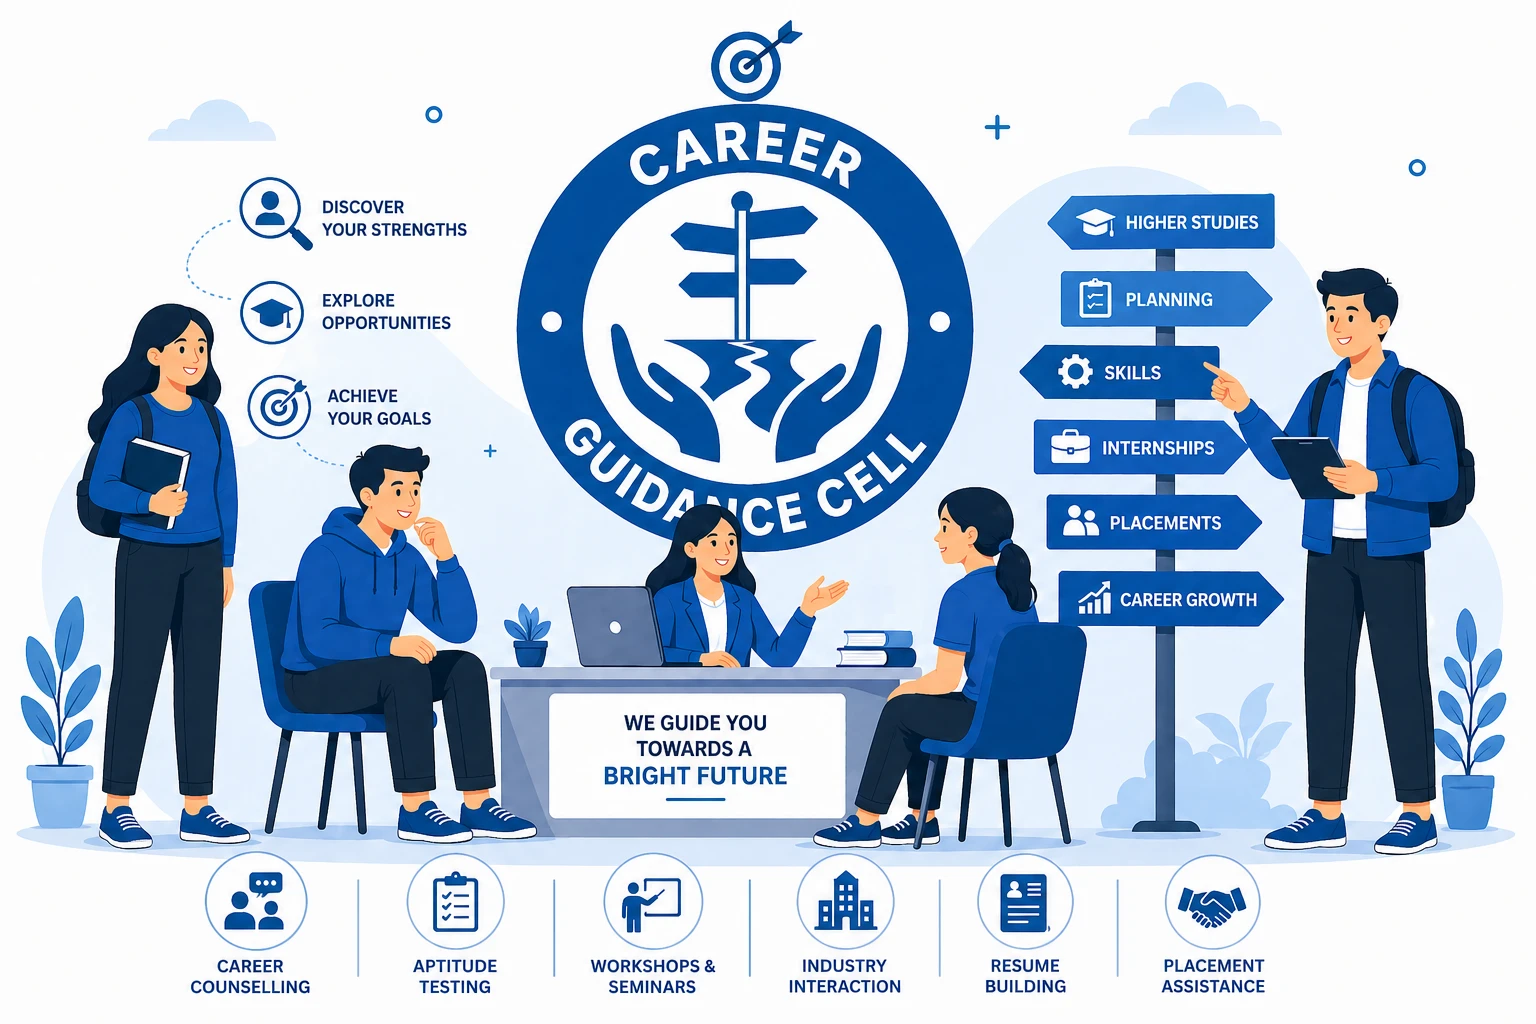 CAREER
GUIDANCE CELL
DISCOVER
YOUR STRENGTHS
EXPLORE
OPPORTUNITIES
ACHIEVE
YOUR GOALS
HIGHER STUDIES
PLANNING
SKILLS
INTERNSHIPS
PLACEMENTS
CAREER GROWTH
WE GUIDE YOU
TOWARDS A
BRIGHT FUTURE
CAREER
COUNSELLING
APTITUDE
TESTING
WORKSHOPS &
SEMINARS
INDUSTRY
INTERACTION
RESUME
BUILDING
PLACEMENT
ASSISTANCE